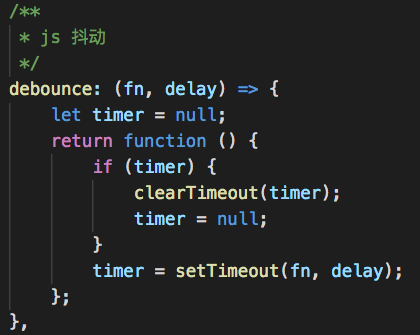 /**
 * js 抖动
 */
debounce: (fn, delay) => {
    let timer = null;
    return function () {
        if (timer) {
            clearTimeout(timer);
            timer = null;
        }
        timer = setTimeout(fn, delay);
    };
},